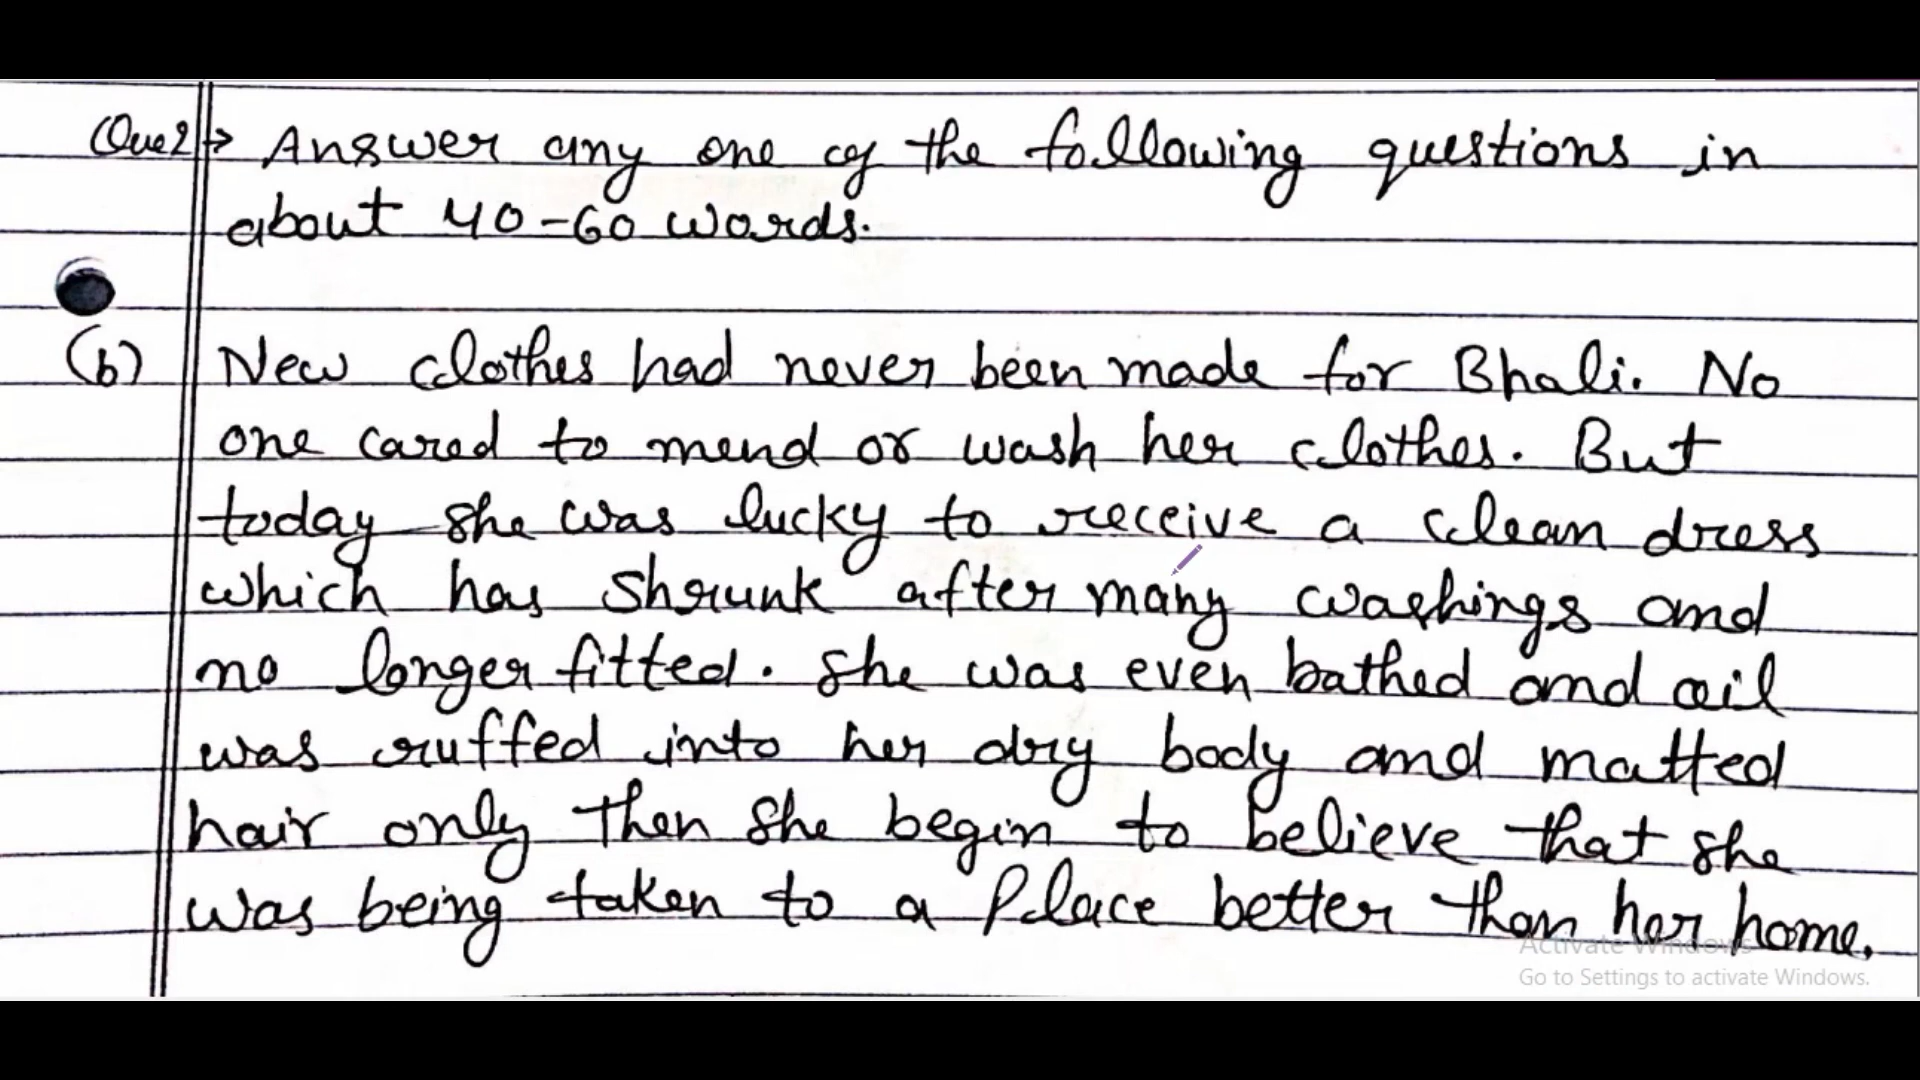 Que 2 → Answer any one of the following questions in
about 40-60 words.
(b) New clothes had never been made for Bhali. No
one cared to mend or wash her clothes. But
today she was lucky to receive a clean dress
which has shrunk after many washings and
no longer fitted. She was even bathed and oil
was ruffed into her dry body and matted
hair only then she begin to believe that she
was being taken to a Place better than her home.
Activate Windows
Go to Settings to activate Windows.